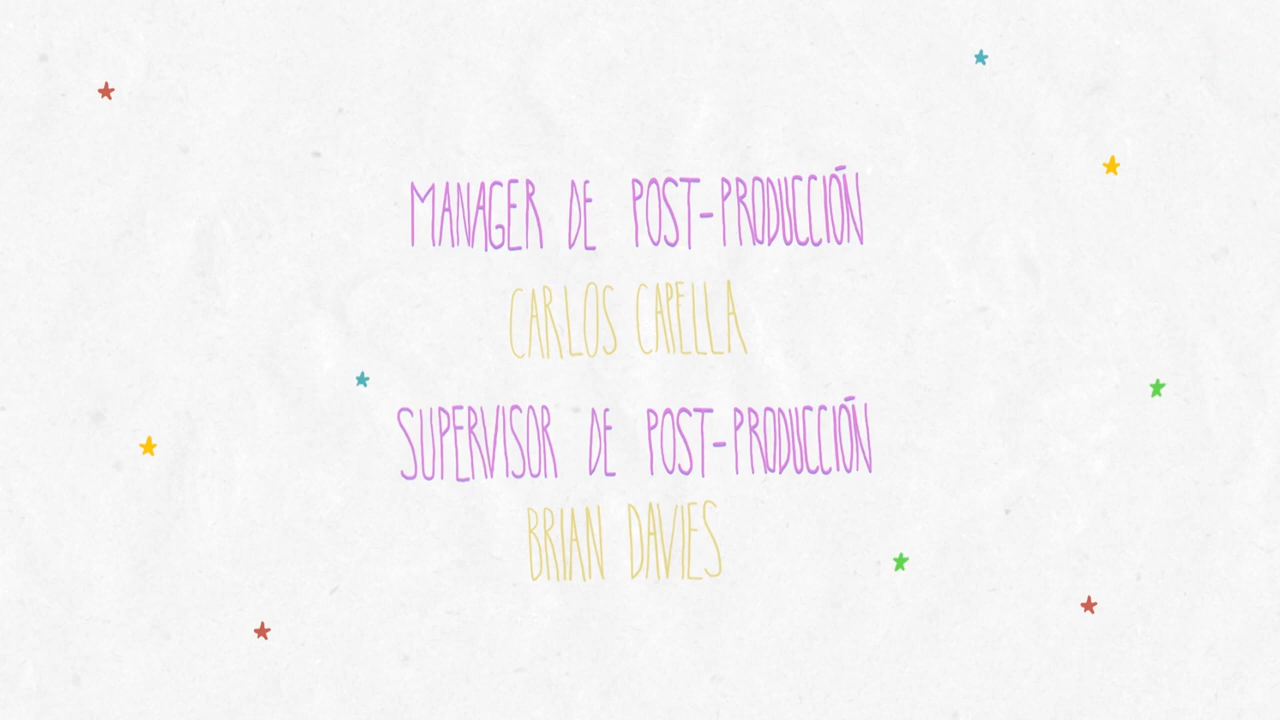 MANAGER DE POST-PRODUCCIÓN
CARLOS CAPELLA
SUPERVISOR DE POST-PRODUCCIÓN
BRIAN DAVIES